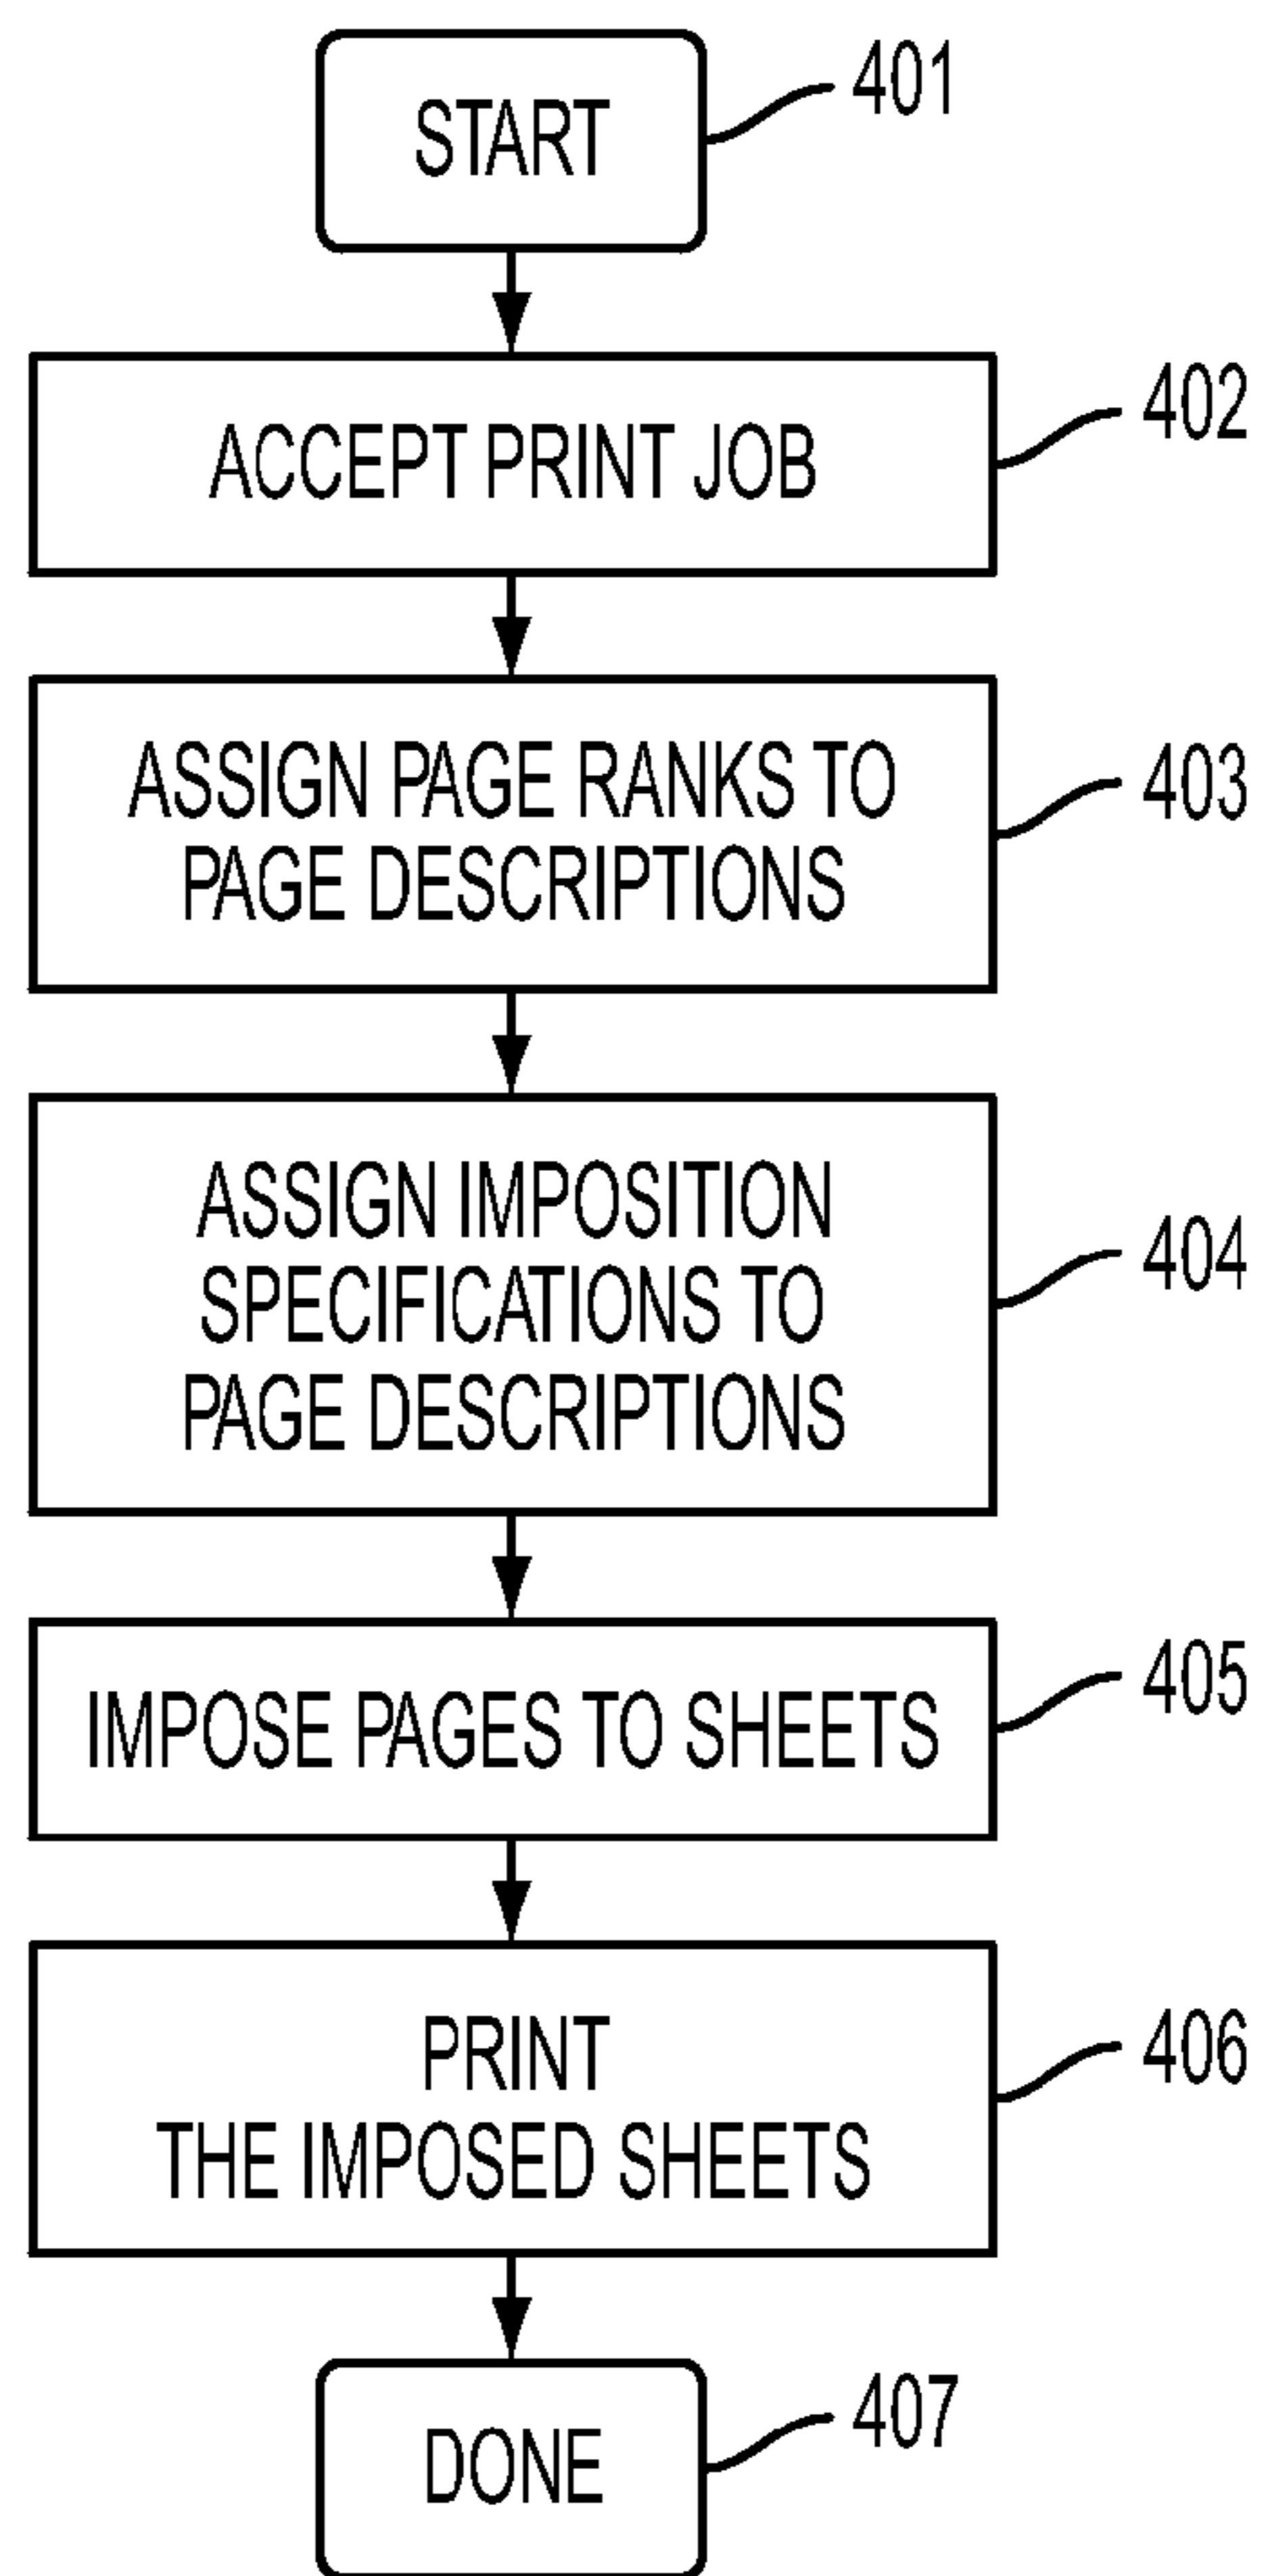 START
401
ACCEPT PRINT JOB
402
ASSIGN PAGE RANKS TO
PAGE DESCRIPTIONS
403
ASSIGN IMPOSITION
SPECIFICATIONS TO
PAGE DESCRIPTIONS
404
IMPOSE PAGES TO SHEETS
405
PRINT
THE IMPOSED SHEETS
406
DONE
407